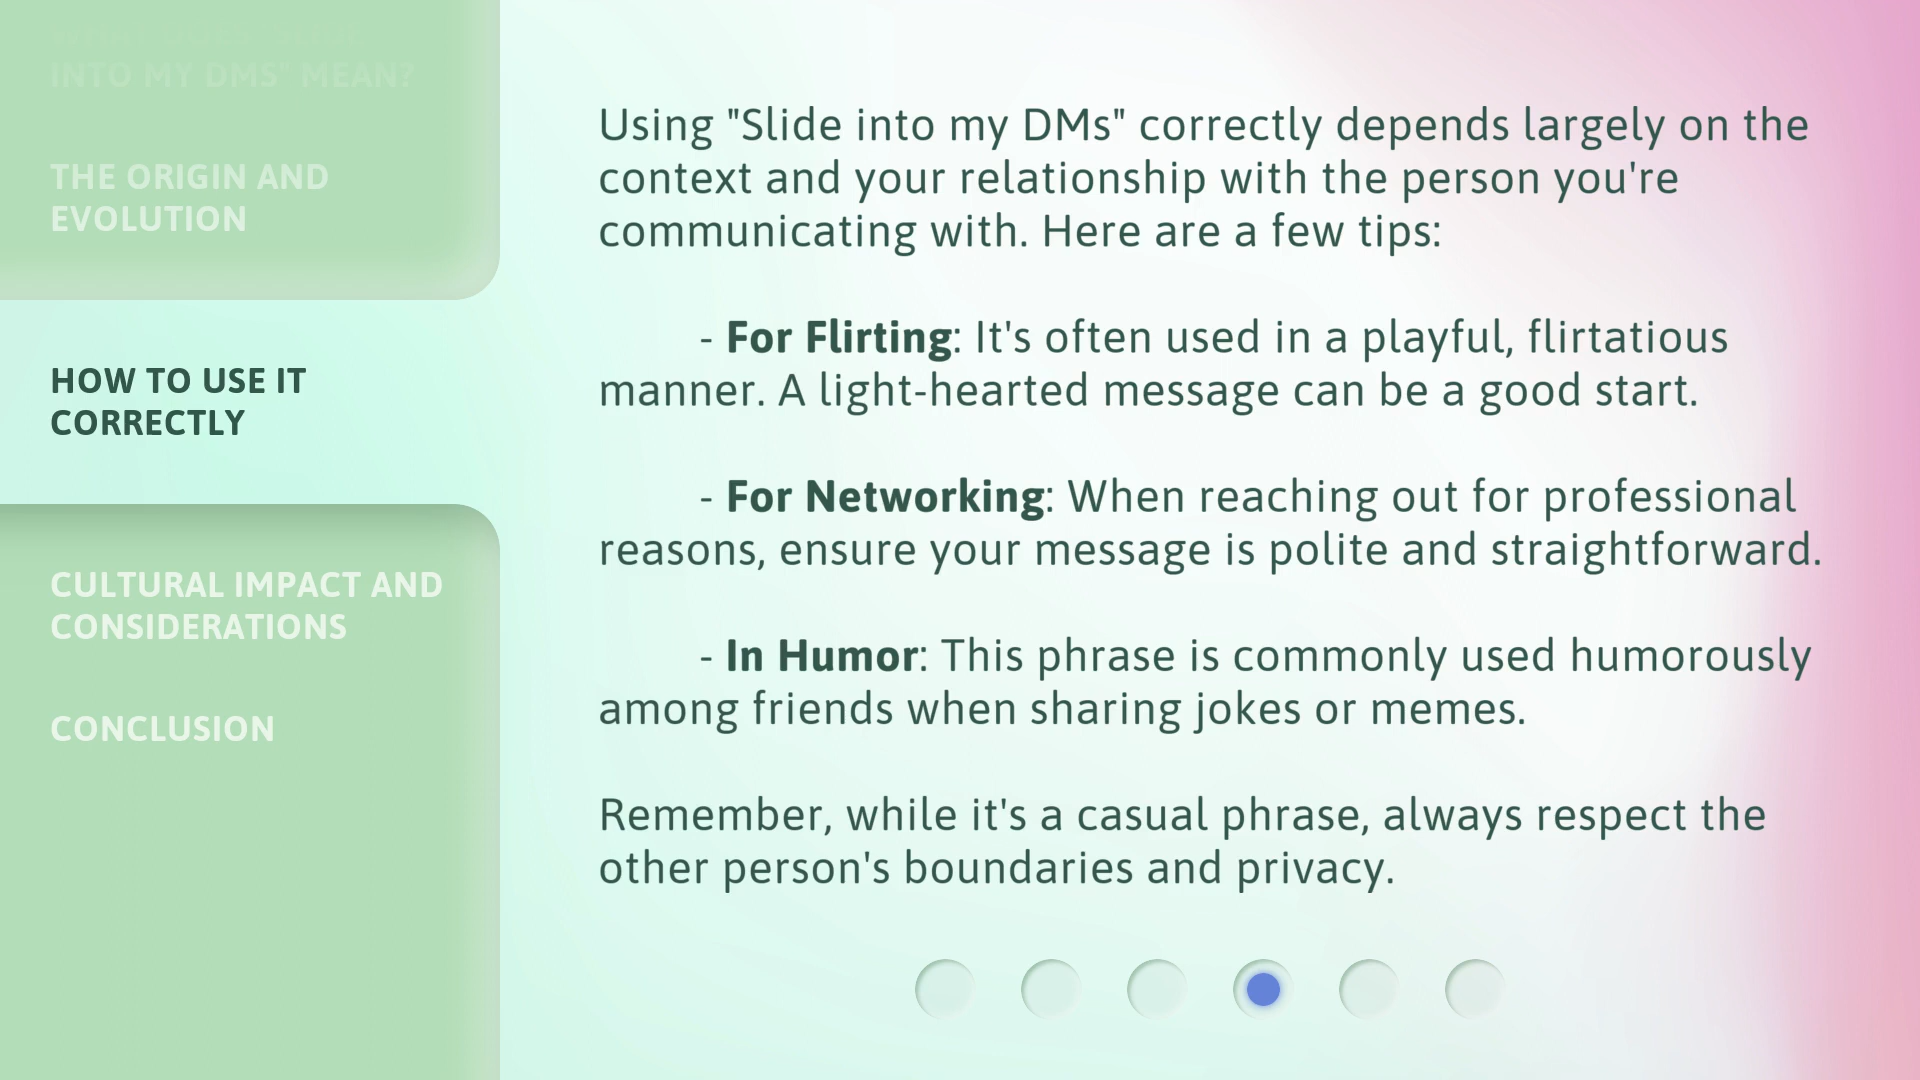 INTO MY DMS" MEAN?
THE ORIGIN AND
EVOLUTION
HOW TO USE IT
CORRECTLY
CULTURAL IMPACT AND
CONSIDERATIONS
CONCLUSION
Using "Slide into my DMs" correctly depends largely on the
context and your relationship with the person you're
communicating with. Here are a few tips:
- For Flirting: It's often used in a playful, flirtatious
manner. A light-hearted message can be a good start.
- For Networking: When reaching out for professional
reasons, ensure your message is polite and straightforward.
- In Humor: This phrase is commonly used humorously
among friends when sharing jokes or memes.
Remember, while it's a casual phrase, always respect the
other person's boundaries and privacy.